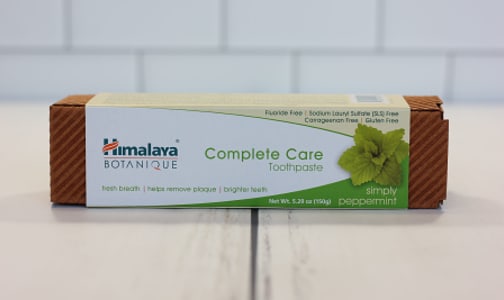 Fluoride Free | Sodium Lauryl Sulfate (SLS) Free
Carrageenan Free | Gluten Free
Himalaya®
BOTANIQUE
Complete Care
Toothpaste
fresh breath | helps remove plaque | brighter teeth
simply
peppermint
Net Wt. 5.29 oz (150g)